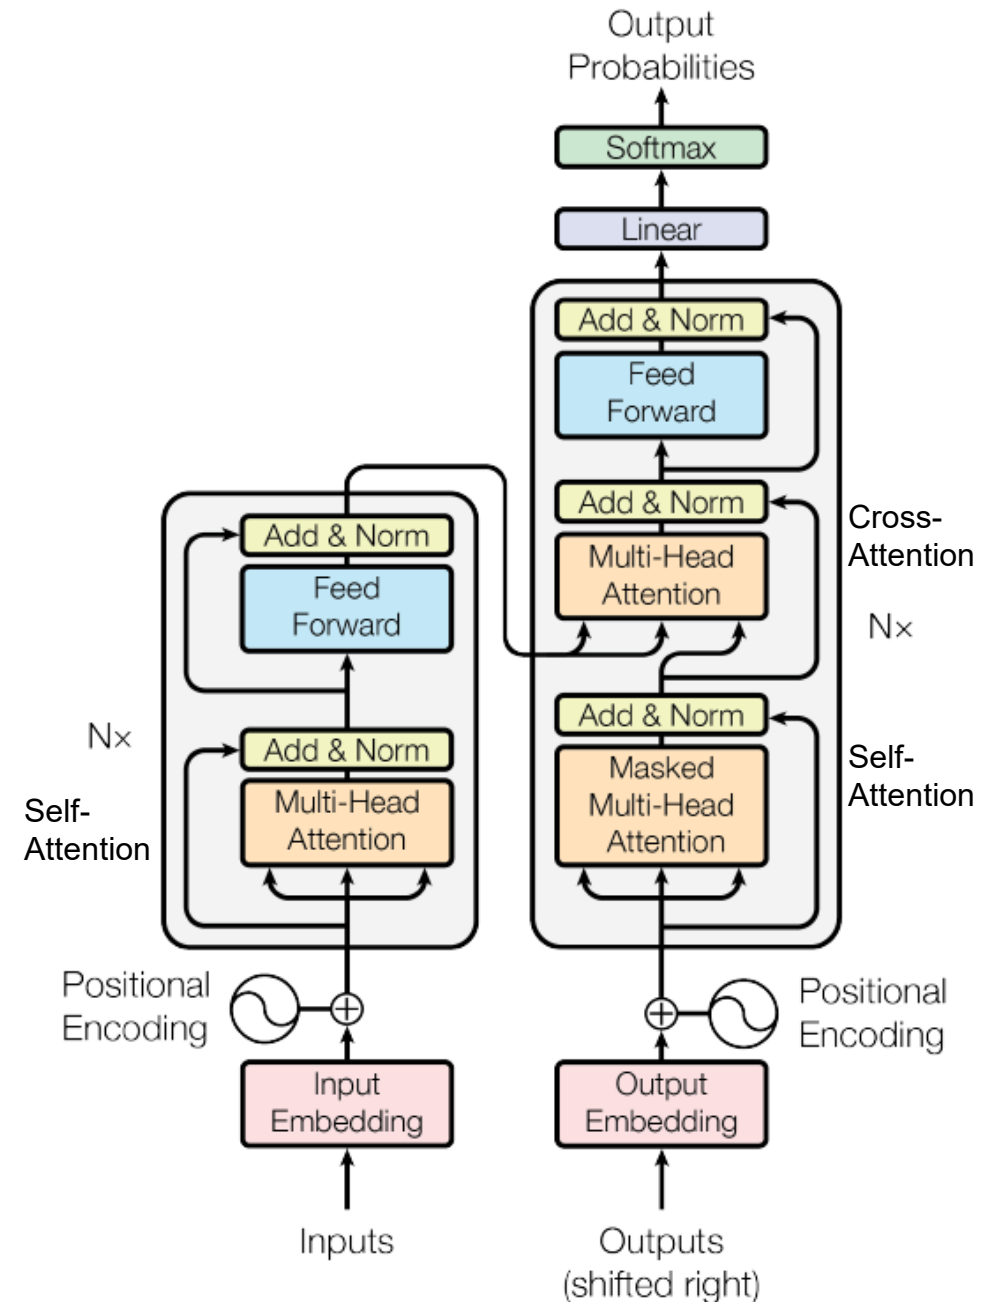 Output
Probabilities
Softmax
Linear
Add & Norm
Feed
Forward
Add & Norm
Multi-Head
Attention
Cross-
Attention
Nx
Add & Norm
Masked
Multi-Head
Attention
Self-
Attention
Add & Norm
Feed
Forward
Nx
Add & Norm
Multi-Head
Attention
Self-
Attention
Positional
Encoding
Positional
Encoding
Input
Embedding
Output
Embedding
Inputs
Outputs
(shifted right)